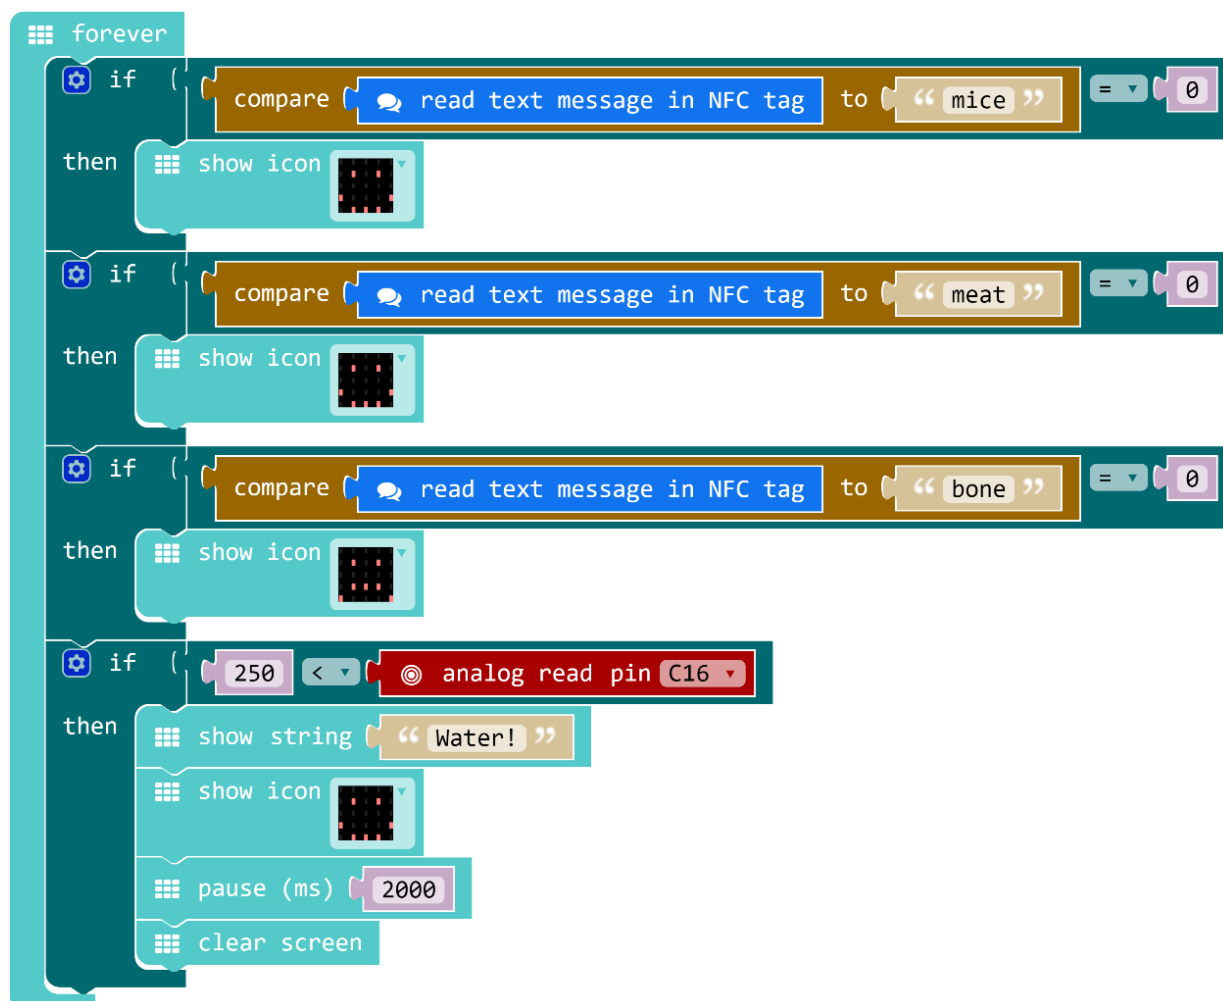 forever
if compare read text message in NFC tag to “ mice ” = 0
then show icon
if compare read text message in NFC tag to “ meat ” = 0
then show icon
if compare read text message in NFC tag to “ bone ” = 0
then show icon
if 250 < analog read pin C16
then show string “ Water! ”
show icon
pause (ms) 2000
clear screen